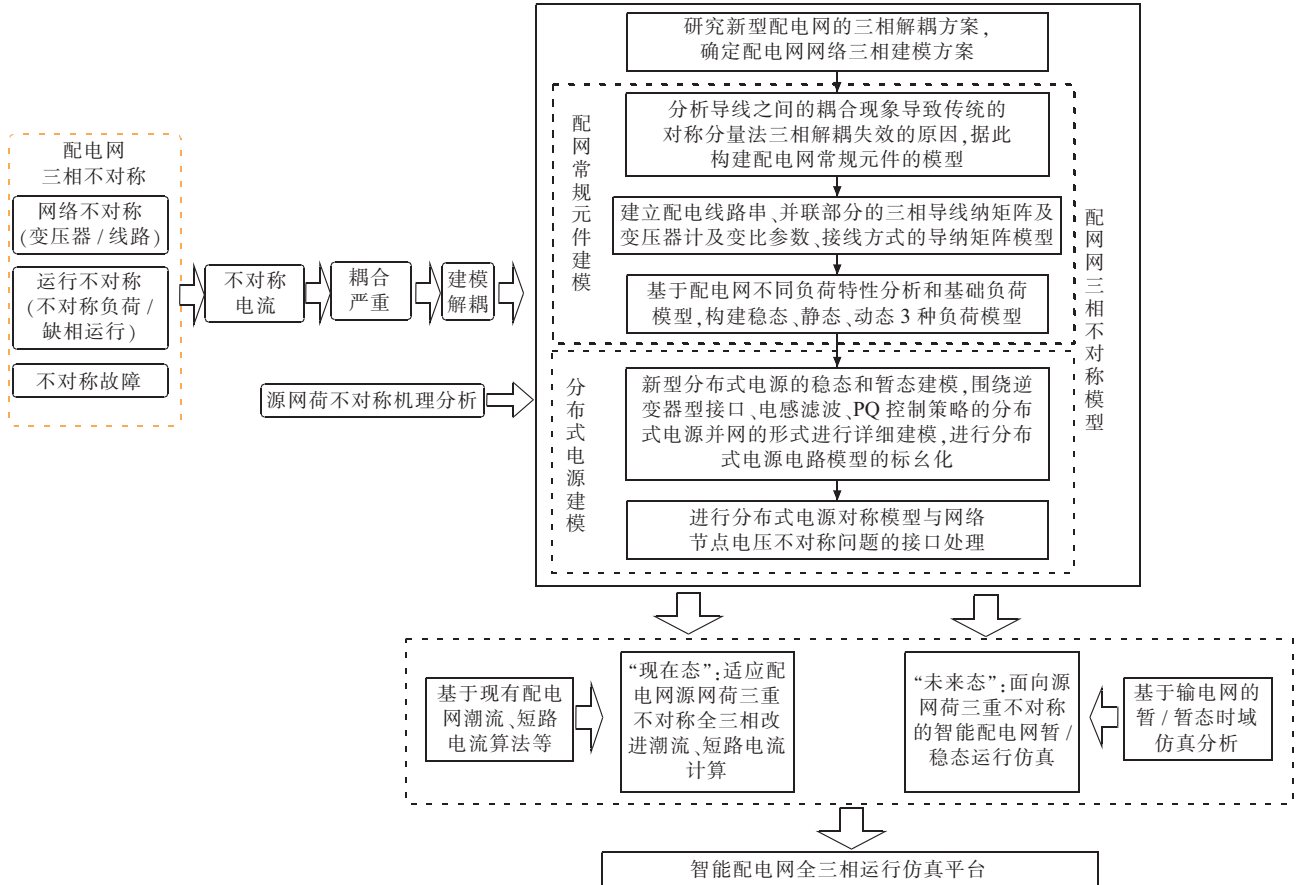 配电网
三相不对称
网络不对称
(变压器/线路)
运行不对称
(不对称负荷/
缺相运行)
不对称故障
不对称
电流
耦合
严重
建模
解耦
源网荷不对称机理分析
研究新型配电网的三相解耦方案,
确定配电网网络三相建模方案
配网常规元件建模
分析导线之间的耦合现象导致传统的
对称分量法三相解耦失效的原因,据此
构建配电网常规元件的模型
建立配电线路串、并联部分的三相导线纳矩阵及
变压器计及变比参数、接线方式的导纳矩阵模型
基于配电网不同负荷特性分析和基础负荷
模型,构建稳态、静态、动态3种负荷模型
分布式电源建模
新型分布式电源的稳态和暂态建模,围绕逆
变器型接口、电感滤波、PQ控制策略的分布
式电源并网的形式进行详细建模,进行分布
式电源电路模型的标幺化
进行分布式电源对称模型与网络
节点电压不对称问题的接口处理
配网网三相不对称模型
基于现有配电
网潮流、短路
电流算法等
“现在态”:适应配
电网源网荷三重
不对称全三相改
进潮流、短路电流
计算
“未来态”:面向源
网荷三重不对称
的智能配电网暂/
稳态运行仿真
基于输电网的
暂/暂态时域
仿真分析
智能配电网全三相运行仿真平台